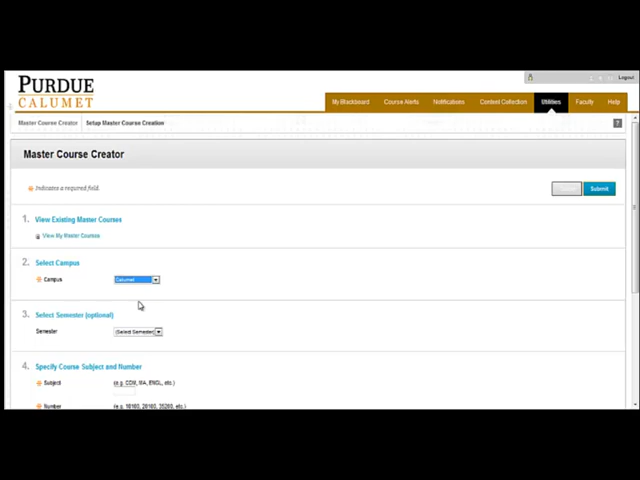 PURDUE
CALUMET
Logout
My Blackboard Course Alerts Notifications Content Collection Utilities Faculty Help
Master Course Creator Setup Master Course Creation ?
Master Course Creator
Indicates a required field.
Submit
1. View Existing Master Courses
View My Master Courses
2. Select Campus
Campus Calumet
3. Select Semester (optional)
Semester (Select Semester)
4. Specify Course Subject and Number
Subject (e.g. COM, MA, ENGL, etc.)
Number (e.g. 10100, 20100, 35200, etc.)